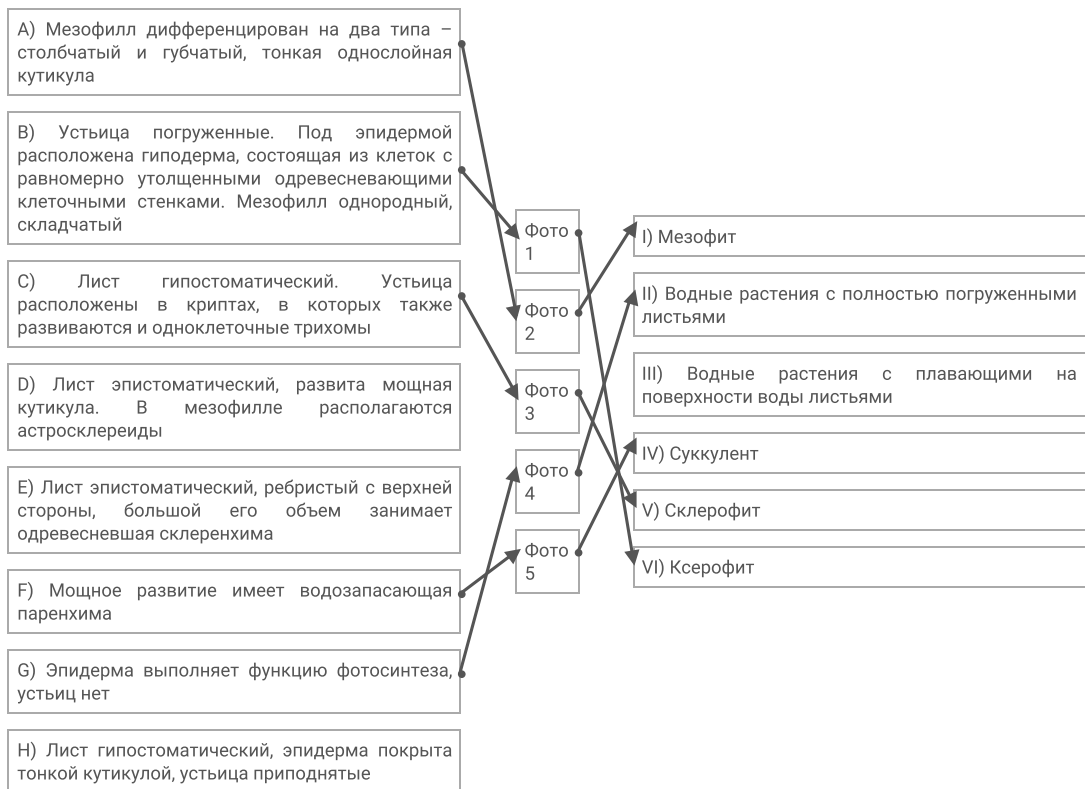 A) Мезофилл дифференцирован на два типа –
столбчатый и губчатый, тонкая однослойная
кутикула
B) Устьица погруженные. Под эпидермой
расположена гиподерма, состоящая из клеток с
равномерно утолщенными одревесневающими
клеточными стенками. Мезофилл однородный,
складчатый
C) Лист гипостоматический. Устьица
расположены в криптах, в которых также
развиваются и одноклеточные трихомы
D) Лист эпистоматический, развита мощная
кутикула. В мезофилле располагаются
астросклереиды
E) Лист эпистоматический, ребристый с верхней
стороны, большой его объем занимает
одревесневшая склеренхима
F) Мощное развитие имеет водозапасающая
паренхима
G) Эпидерма выполняет функцию фотосинтеза,
устьиц нет
H) Лист гипостоматический, эпидерма покрыта
тонкой кутикулой, устьица приподнятые
Фото
1
Фото
2
Фото
3
Фото
4
Фото
5
I) Мезофит
II) Водные растения с полностью погруженными
листьями
III) Водные растения с плавающими на
поверхности воды листьями
IV) Суккулент
V) Склерофит
VI) Ксерофит